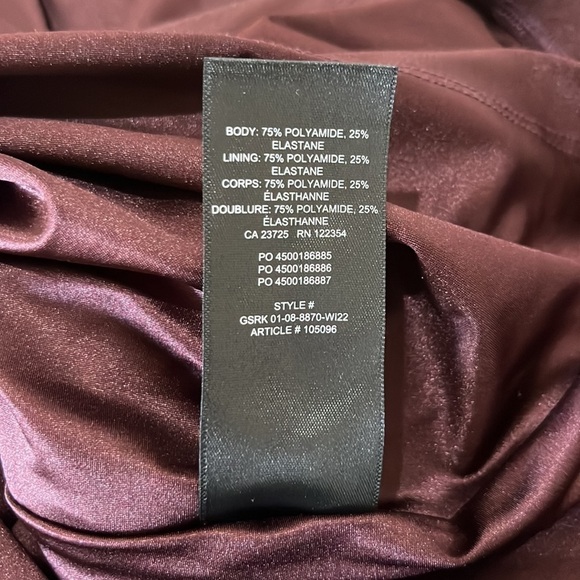 BODY: 75% POLYAMIDE, 25%
ELASTANE
LINING: 75% POLYAMIDE, 25%
ELASTANE
CORPS: 75% POLYAMIDE, 25%
ÉLASTHANNE
DOUBLURE: 75% POLYAMIDE, 25%
ÉLASTHANNE
CA 23725 RN 122354
PO 4500186885
PO 4500186886
PO 4500186887
STYLE #
GSRK 01-08-8870-WI22
ARTICLE # 105096